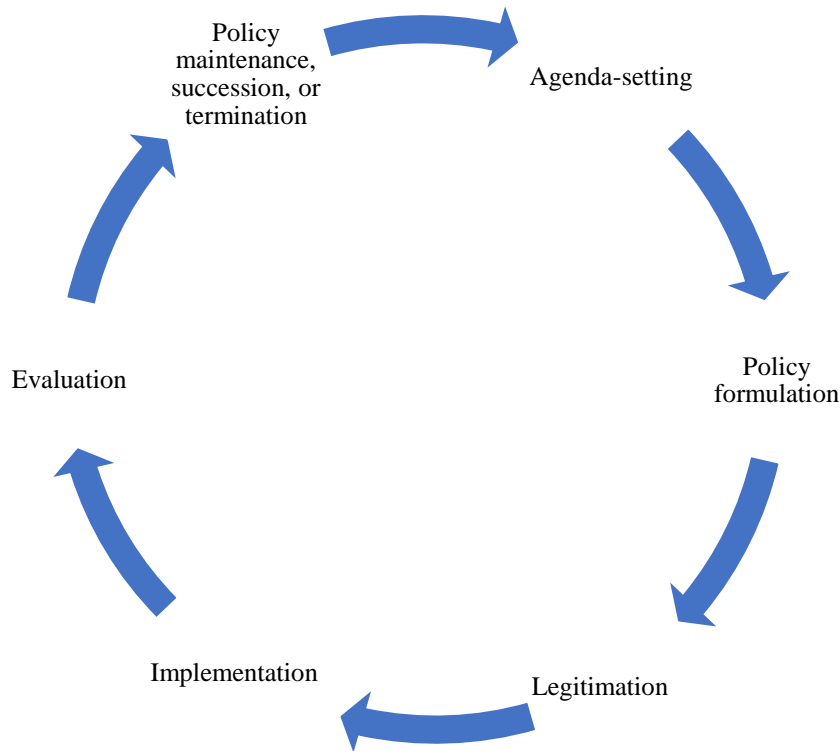 Policy
maintenance,
succession, or
termination
Agenda-setting
Policy
formulation
Legitimation
Implementation
Evaluation